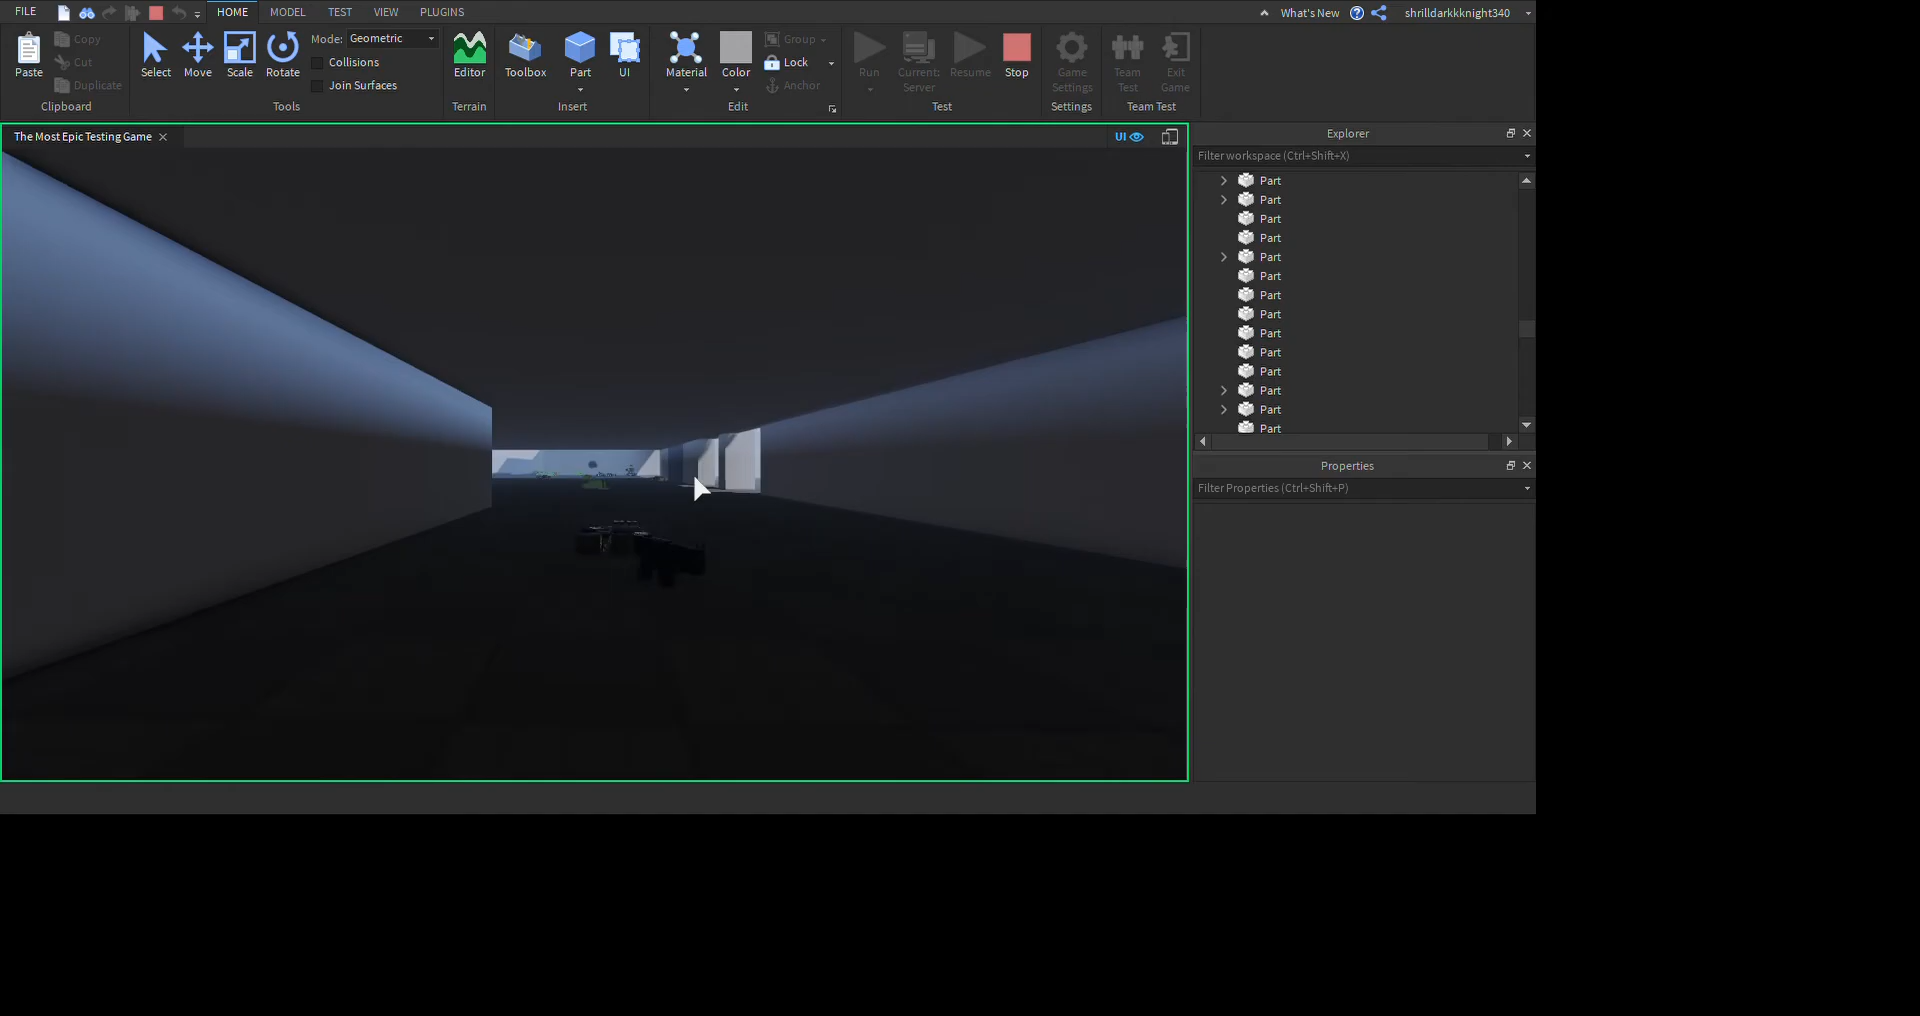 FILE HOME MODEL TEST VIEW PLUGINS What's New shrilldarkkknight340
Paste Copy Cut Duplicate
Clipboard
Select Move Scale Rotate
Mode: Geometric
Collisions
Join Surfaces
Tools
Editor
Terrain
Toolbox Part UI
Insert
Material Color Group Lock Anchor
Edit
Run Current: Server Resume Stop
Test
Game Settings
Settings
Team Test Exit Game
Team Test
The Most Epic Testing Game UI
Explorer
Filter workspace (Ctrl+Shift+X)
Part
Part
Part
Part
Part
Part
Part
Part
Part
Part
Part
Part
Part
Part
Properties
Filter Properties (Ctrl+Shift+P)